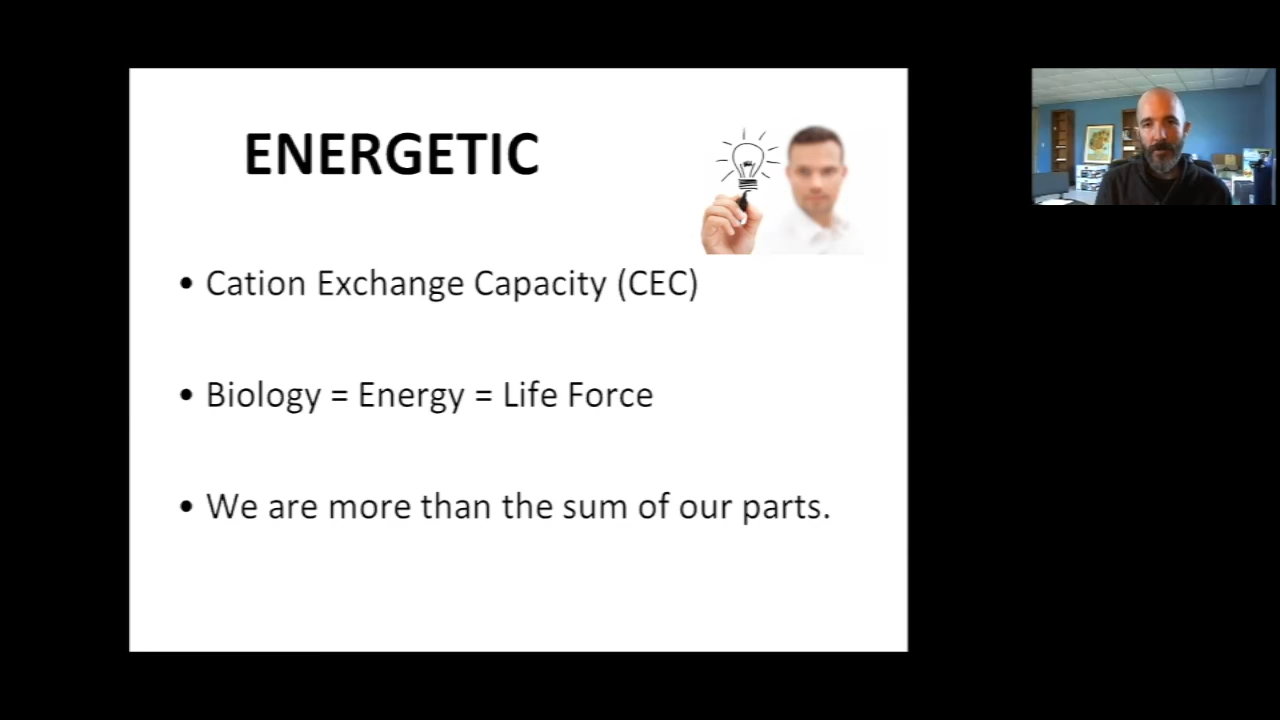 ENERGETIC
• Cation Exchange Capacity (CEC)
• Biology = Energy = Life Force
• We are more than the sum of our parts.